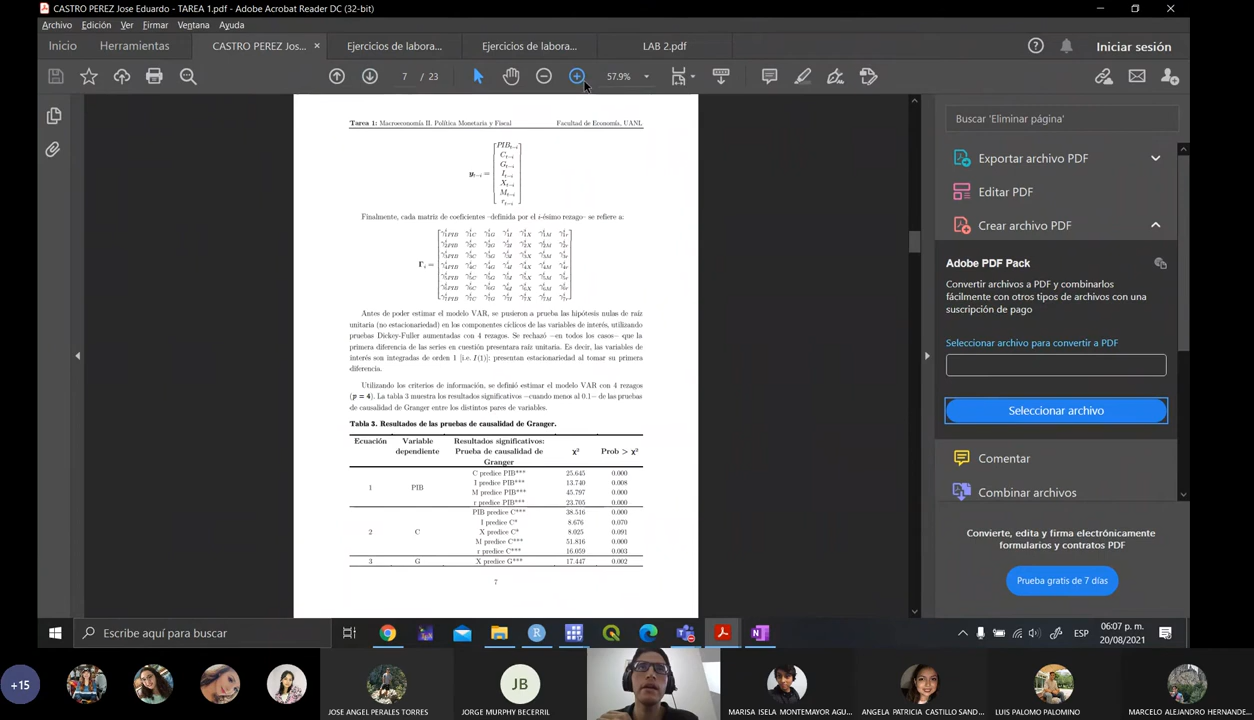 CASTRO PEREZ Jose Eduardo - TAREA 1.pdf - Adobe Acrobat Reader DC (32-bit)
Archivo Edición Ver Firmar Ventana Ayuda
Inicio Herramientas CASTRO PEREZ Jos... × Ejercicios de labora... Ejercicios de labora... LAB 2.pdf Iniciar sesión
7 / 23 57.9%
Tarea 1: Macroeconomía II. Política Monetaria y Fiscal Facultad de Economía, UANL
PIB t-i
C t-i
G t-i
y t-i = I t-i
X t-i
M t-i
r t-i
Finalmente, cada matriz de coeficientes –definida por el i-ésimo rezago– se refiere a:
Γ i =
Antes de poder estimar el modelo VAR, se pusieron a prueba las hipótesis nulas de raíz
unitaria (no estacionariedad) en los componentes cíclicos de las variables de interés, utilizando
pruebas Dickey-Fuller aumentadas con 4 rezagos. Se rechazó –en todos los casos– que la
primera diferencia de las series en cuestión presentara raíz unitaria. Es decir, las variables de
interés son integradas de orden 1 [i.e. I(1)]: presentan estacionariedad al tomar su primera
diferencia.
Utilizando los criterios de información, se definió estimar el modelo VAR con 4 rezagos
(p = 4). La tabla 3 muestra los resultados significativos –cuando menos al 0.1– de las pruebas
de causalidad de Granger entre los distintos pares de variables.
Tabla 3. Resultados de las pruebas de causalidad de Granger.
Ecuación Variable dependiente Resultados significativos: Prueba de causalidad de Granger χ² Prob > χ²
C predice PIB*** 25.645 0.000
I predice PIB*** 13.740 0.008
1 PIB
M predice PIB*** 45.797 0.000
r predice PIB*** 23.705 0.000
PIB predice C*** 38.516 0.000
I predice C* 8.676 0.070
2 C X predice C* 8.025 0.091
M predice C*** 51.816 0.000
r predice C*** 16.059 0.003
3 G X predice G*** 17.447 0.002
7
Buscar 'Eliminar página'
Exportar archivo PDF
Editar PDF
Crear archivo PDF
Adobe PDF Pack
Convertir archivos a PDF y combinarlos
fácilmente con otros tipos de archivos con una
suscripción de pago
Seleccionar archivo para convertir a PDF
Seleccionar archivo
Comentar
Combinar archivos
Convierte, edita y firma electrónicamente
formularios y contratos PDF
Prueba gratis de 7 días
Escribe aquí para buscar
ESP
06:07 p. m.
20/08/2021
+15
JB
JOSE ANGEL PERALES TORRES
JORGE MURPHY BECERRIL
MARISA ISELA MONTEMAYOR AGU...
ANGELA PATRICIA CASTILLO SAND...
LUIS PALOMO PALOMINO
MARCELO ALEJANDRO HERNANDE...